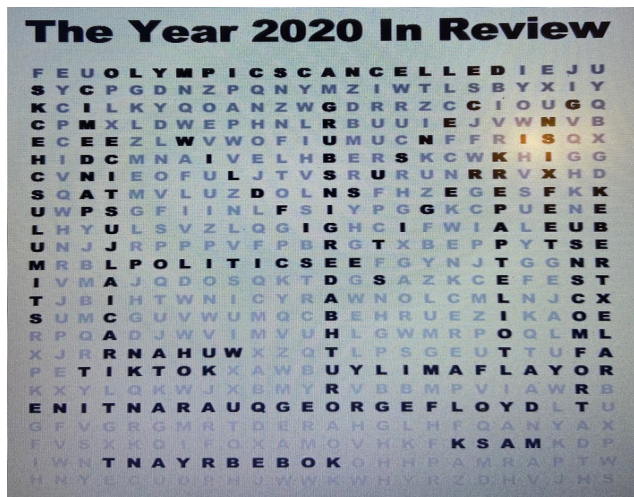 The Year 2020 In Review
F E U O L Y M P I C S C A N C E L L E D I E J U
S Y C P G D N Z P Q N Y M Z I W T L S B Y X I Y
K C I L K Y Q O A N Z W G D R R Z C C I O U G Q
C P M X L D W E P H N L R B U U I E J V W N V B
E C E E Z L W V W O F I U M U C N F F R I S Q X
H I D C M N A I V E L H B E R S K C W K H I G G
C V N I E O F U L J T V S R U R U N R R V X H D
S Q A T M V L U Z D O L N S F H Z E G E S F K K
U W P S G F I I N L F S I Y P G G K C P U E N E
L H Y U L S V Z L Q G I G H C I F W I A L E U B
U N J J R P P P V F P B R G T X B E P P Y T S E
M R B L P O L I T I C S E E F G Y N J T G G N R
I V M A J Q D O S Q K T D G S A Z K C E F E S T
T J B I H T W N I C Y R A W N O L C M L N J C X
S U M C G U V W U M Q C B E H R U E Z I K A O E
R P Q A D J W V I M V U H L G W M R P O Q L M L
X J R R N A H U W X Z Q T L P S G E U T T U F A
P E T I K T O K X A W B U Y L I M A F L A Y O R
K X Y L Q K W J X B M Y R V B B M P V I A W R B
E N I T N A R A U Q G E O R G E F L O Y D L T U
G F V G R G M R T D E R A H G L H F Q A N Y A X
F V S X K O I F O X A M O V H K F K S A M K D P
I W N T N A Y R B E B O K O H H P A M R A P T W